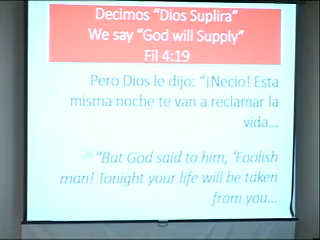 Decimos “Dios Suplira”
We say “God will Supply”
Fil 4:19
Pero Dios le dijo: “¡Necio! Esta
misma noche te van a reclamar la
vida...
20 “But God said to him, ‘Foolish
man! Tonight your life will be taken
from you...